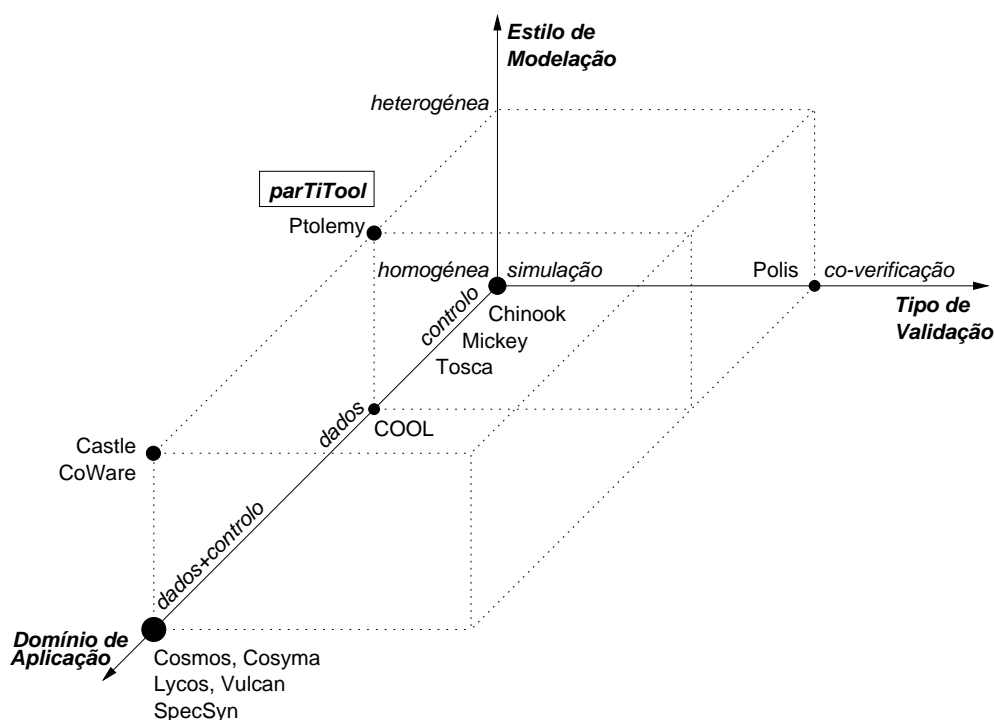 Estilo de
Modelação
heterogénea
parTiTool
Ptolemy
homogénea
simulação
Polis
co-verificação
Tipo de
Validação
controlo
Chinook
Mickey
Tosca
dados
COOL
Castle
CoWare
dados+controlo
Domínio de
Aplicação
Cosmos, Cosyma
Lycos, Vulcan
SpecSyn